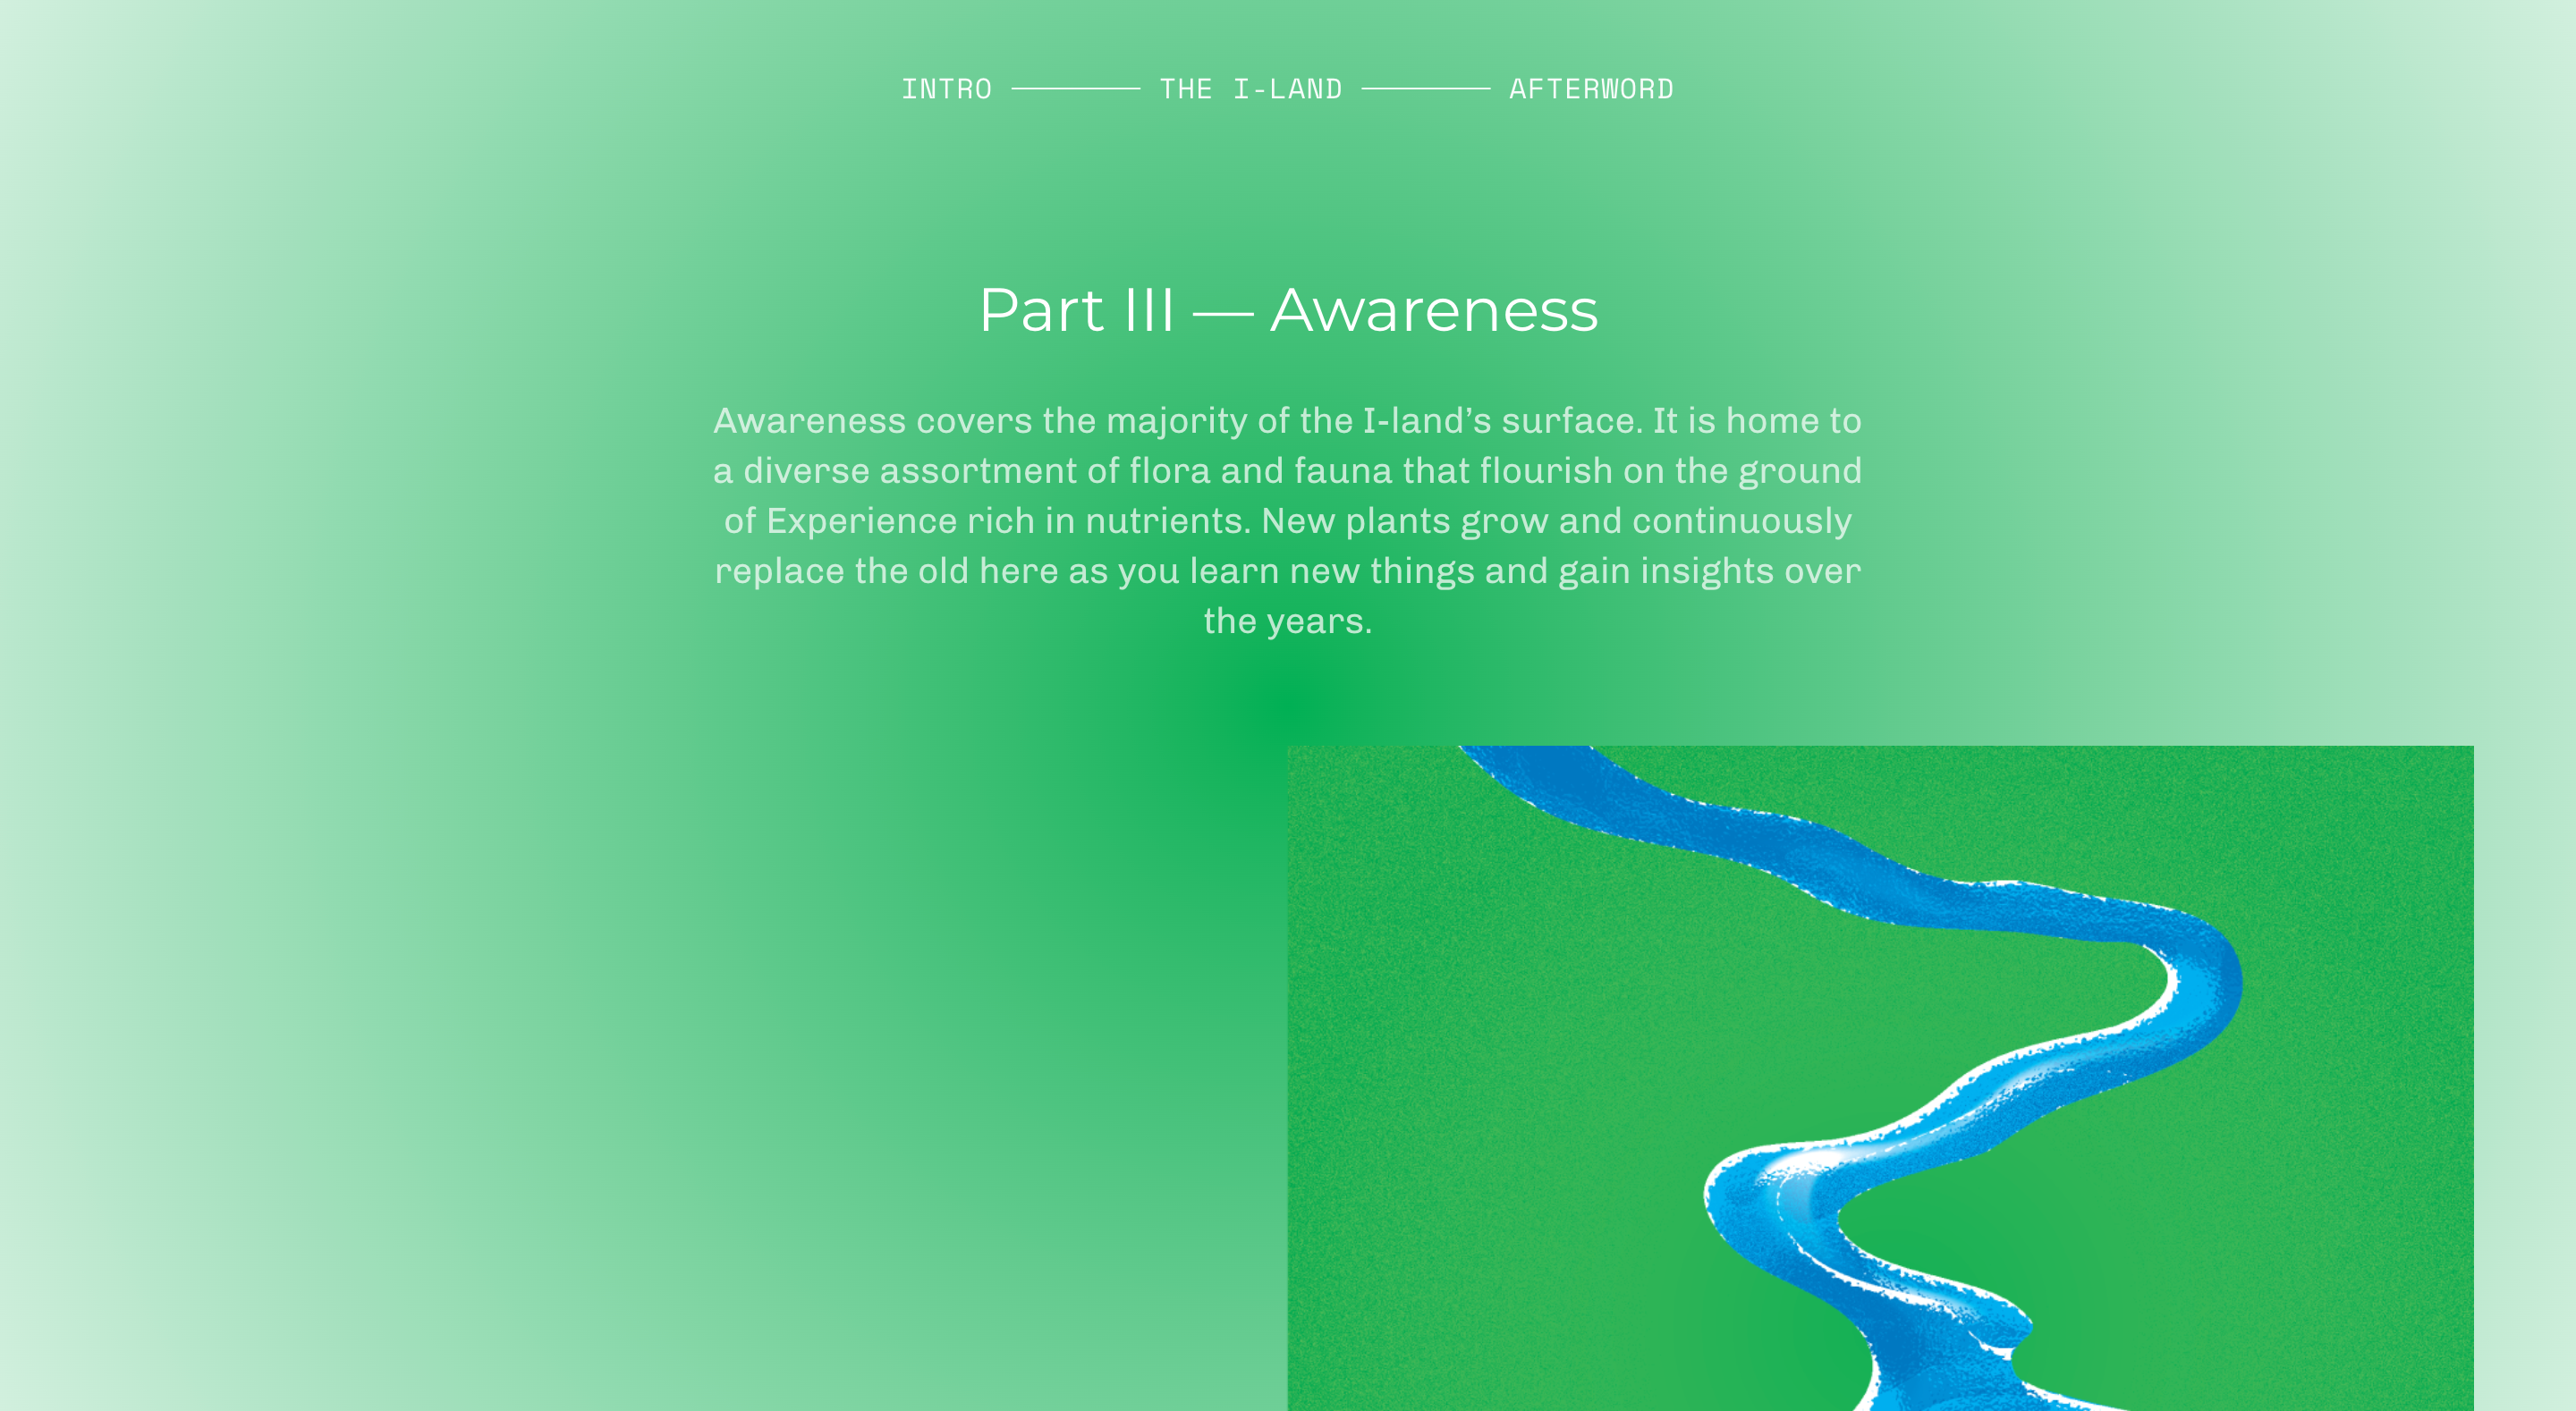 INTRO THE I-LAND AFTERWORD
Part III — Awareness
Awareness covers the majority of the I-land’s surface. It is home to
a diverse assortment of flora and fauna that flourish on the ground
of Experience rich in nutrients. New plants grow and continuously
replace the old here as you learn new things and gain insights over
the years.